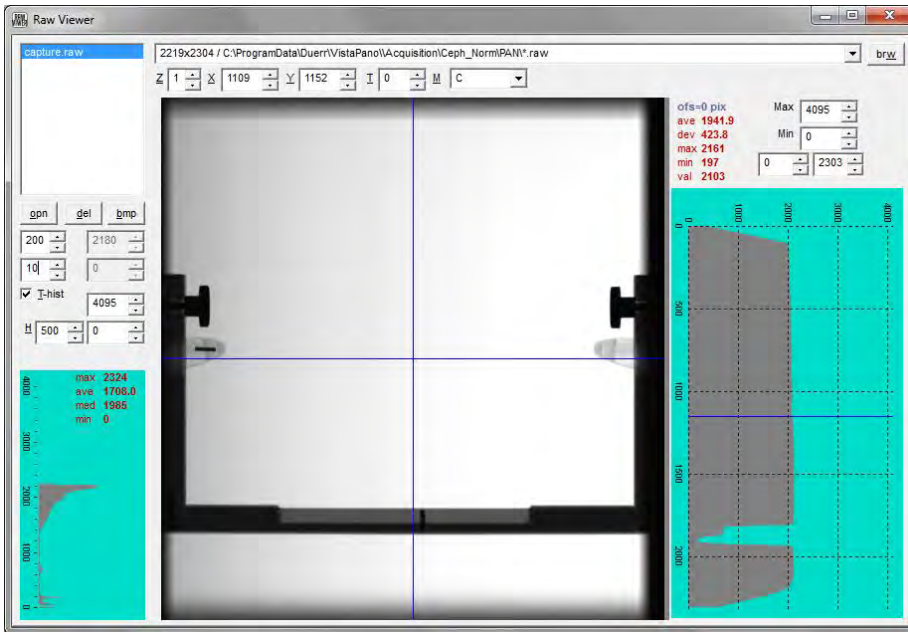 Raw Viewer
capture.raw
2219x2304 / C:\ProgramData\Duerr\VistaPano\\Acquisition\Ceph_Norm\PAN\*.raw
brw
Z 1 X 1109 Y 1152 T 0 M C
ofs=0 pix
ave 1941.9
dev 423.8
max 2161
min 197
val 2103
Max 4095
Min 0
0 2303
opn del bmp
200 2180
10 0
T-hist
4095
H 500 0
max 2324
ave 1708.0
med 1985
min 0
4000
3000
2000
1000
0
0 1000 2000 3000 4000
0
500
1000
1500
2000